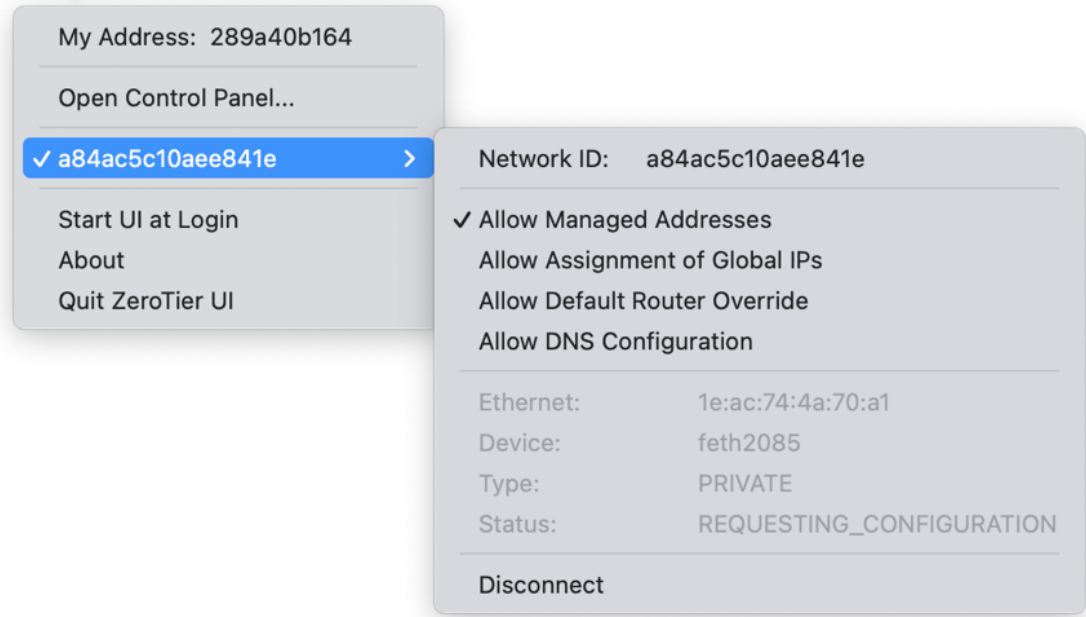 My Address: 289a40b164
Open Control Panel...
✓ a84ac5c10aee841e >
Start UI at Login
About
Quit ZeroTier UI
Network ID: a84ac5c10aee841e
✓ Allow Managed Addresses
Allow Assignment of Global IPs
Allow Default Router Override
Allow DNS Configuration
Ethernet: 1e:ac:74:4a:70:a1
Device: feth2085
Type: PRIVATE
Status: REQUESTING_CONFIGURATION
Disconnect